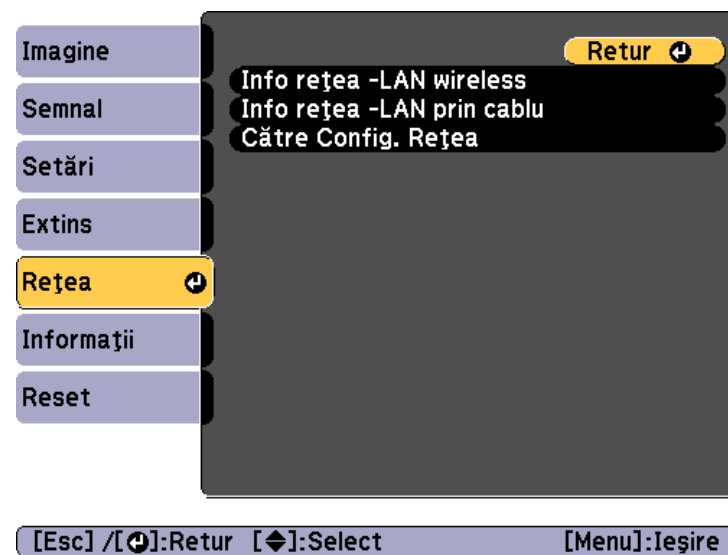 Imagine
Semnal
Setări
Extins
Reţea
Informaţii
Reset
Retur
Info reţea -LAN wireless
Info reţea -LAN prin cablu
Către Config. Reţea
[Esc] /[⏎]:Retur [◆]:Select [Menu]:Ieşire